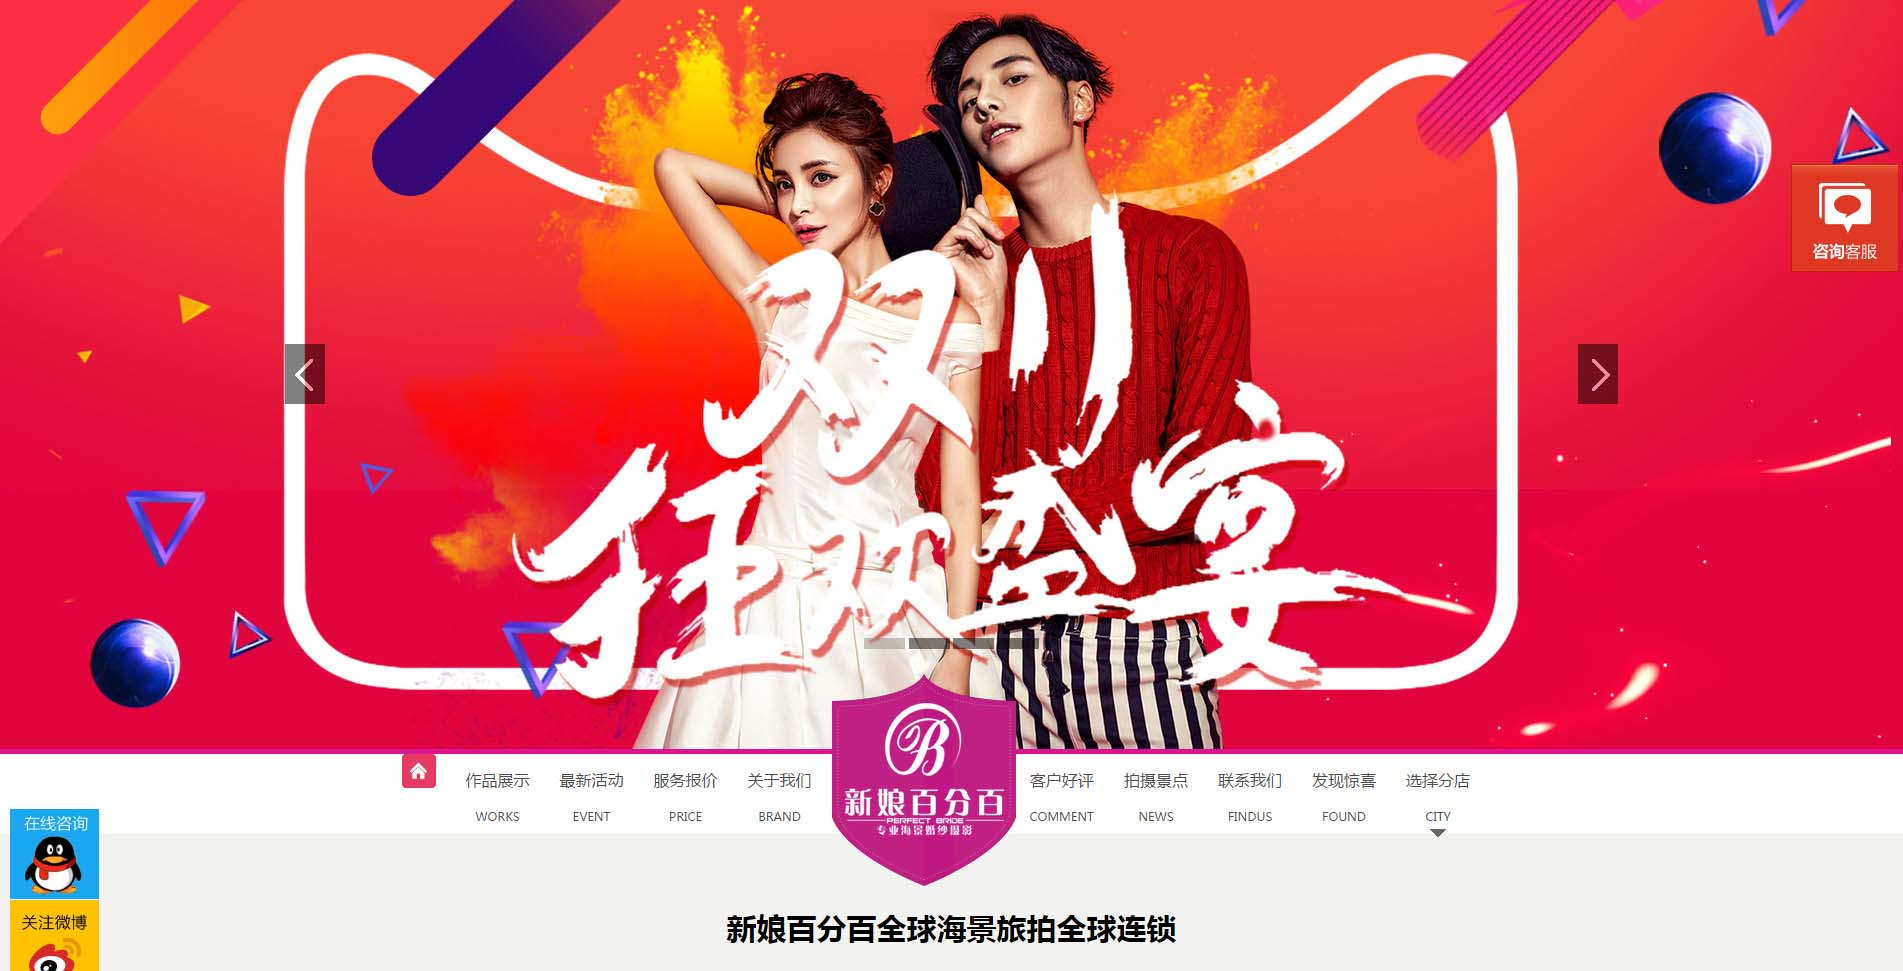 双11
狂欢盛宴
咨询客服
作品展示 最新活动 服务报价 关于我们
WORKS EVENT PRICE BRAND
B
新娘百分百
PERFECT BRIDE
专业海景婚纱摄影
客户好评 拍摄景点 联系我们 发现惊喜 选择分店
COMMENT NEWS FINDUS FOUND CITY
在线咨询
关注微博
新娘百分百全球海景旅拍全球连锁